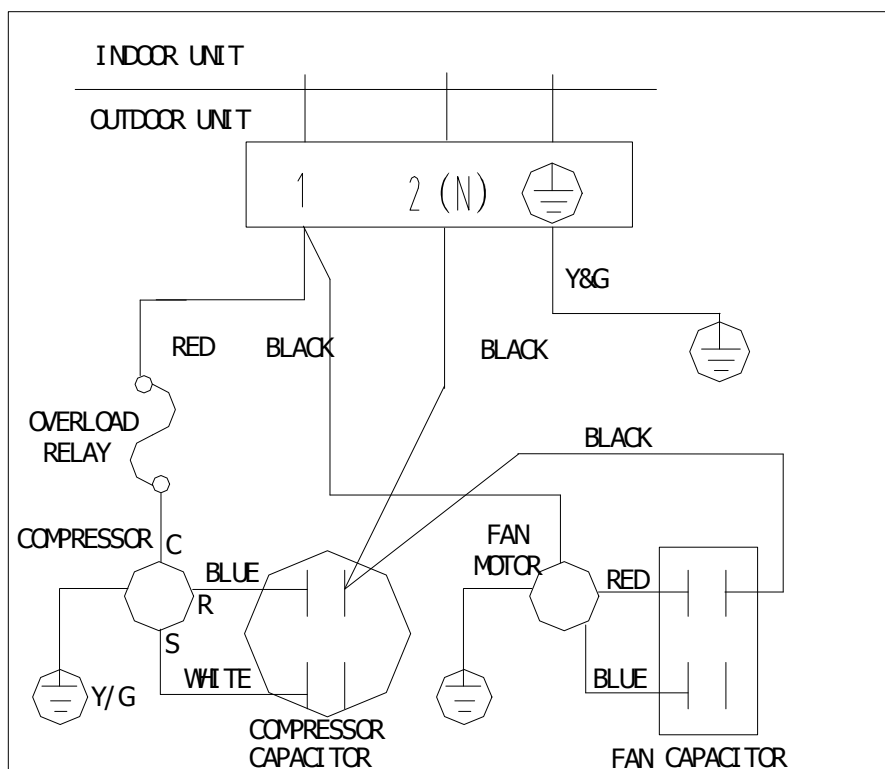 INDOOR UNIT
OUTDOOR UNIT
1 2 (N)
Y&G
RED BLACK BLACK
OVERLOAD
RELAY
BLACK
COMPRESSOR C
FAN
MOTOR
BLUE
RED
R
S
WHITE
BLUE
Y/G
COMPRESSOR
CAPACITOR
FAN CAPACITOR